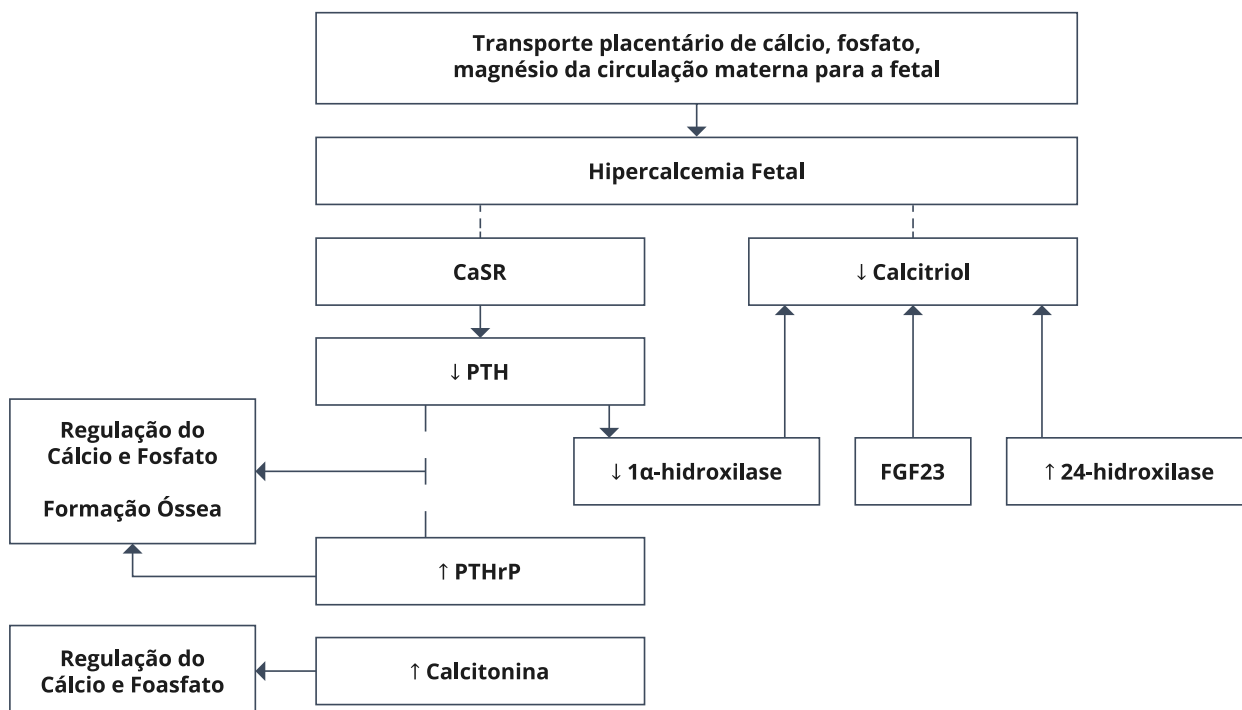 Transporte placentário de cálcio, fosfato,
magnésio da circulação materna para a fetal
Hipercalcemia Fetal
CaSR
↓ Calcitriol
↓ PTH
Regulação do
Cálcio e Fosfato
Formação Óssea
↓ 1α-hidroxilase
FGF23
↑ 24-hidroxilase
↑ PTHrP
Regulação do
Cálcio e Foasfato
↑ Calcitonina